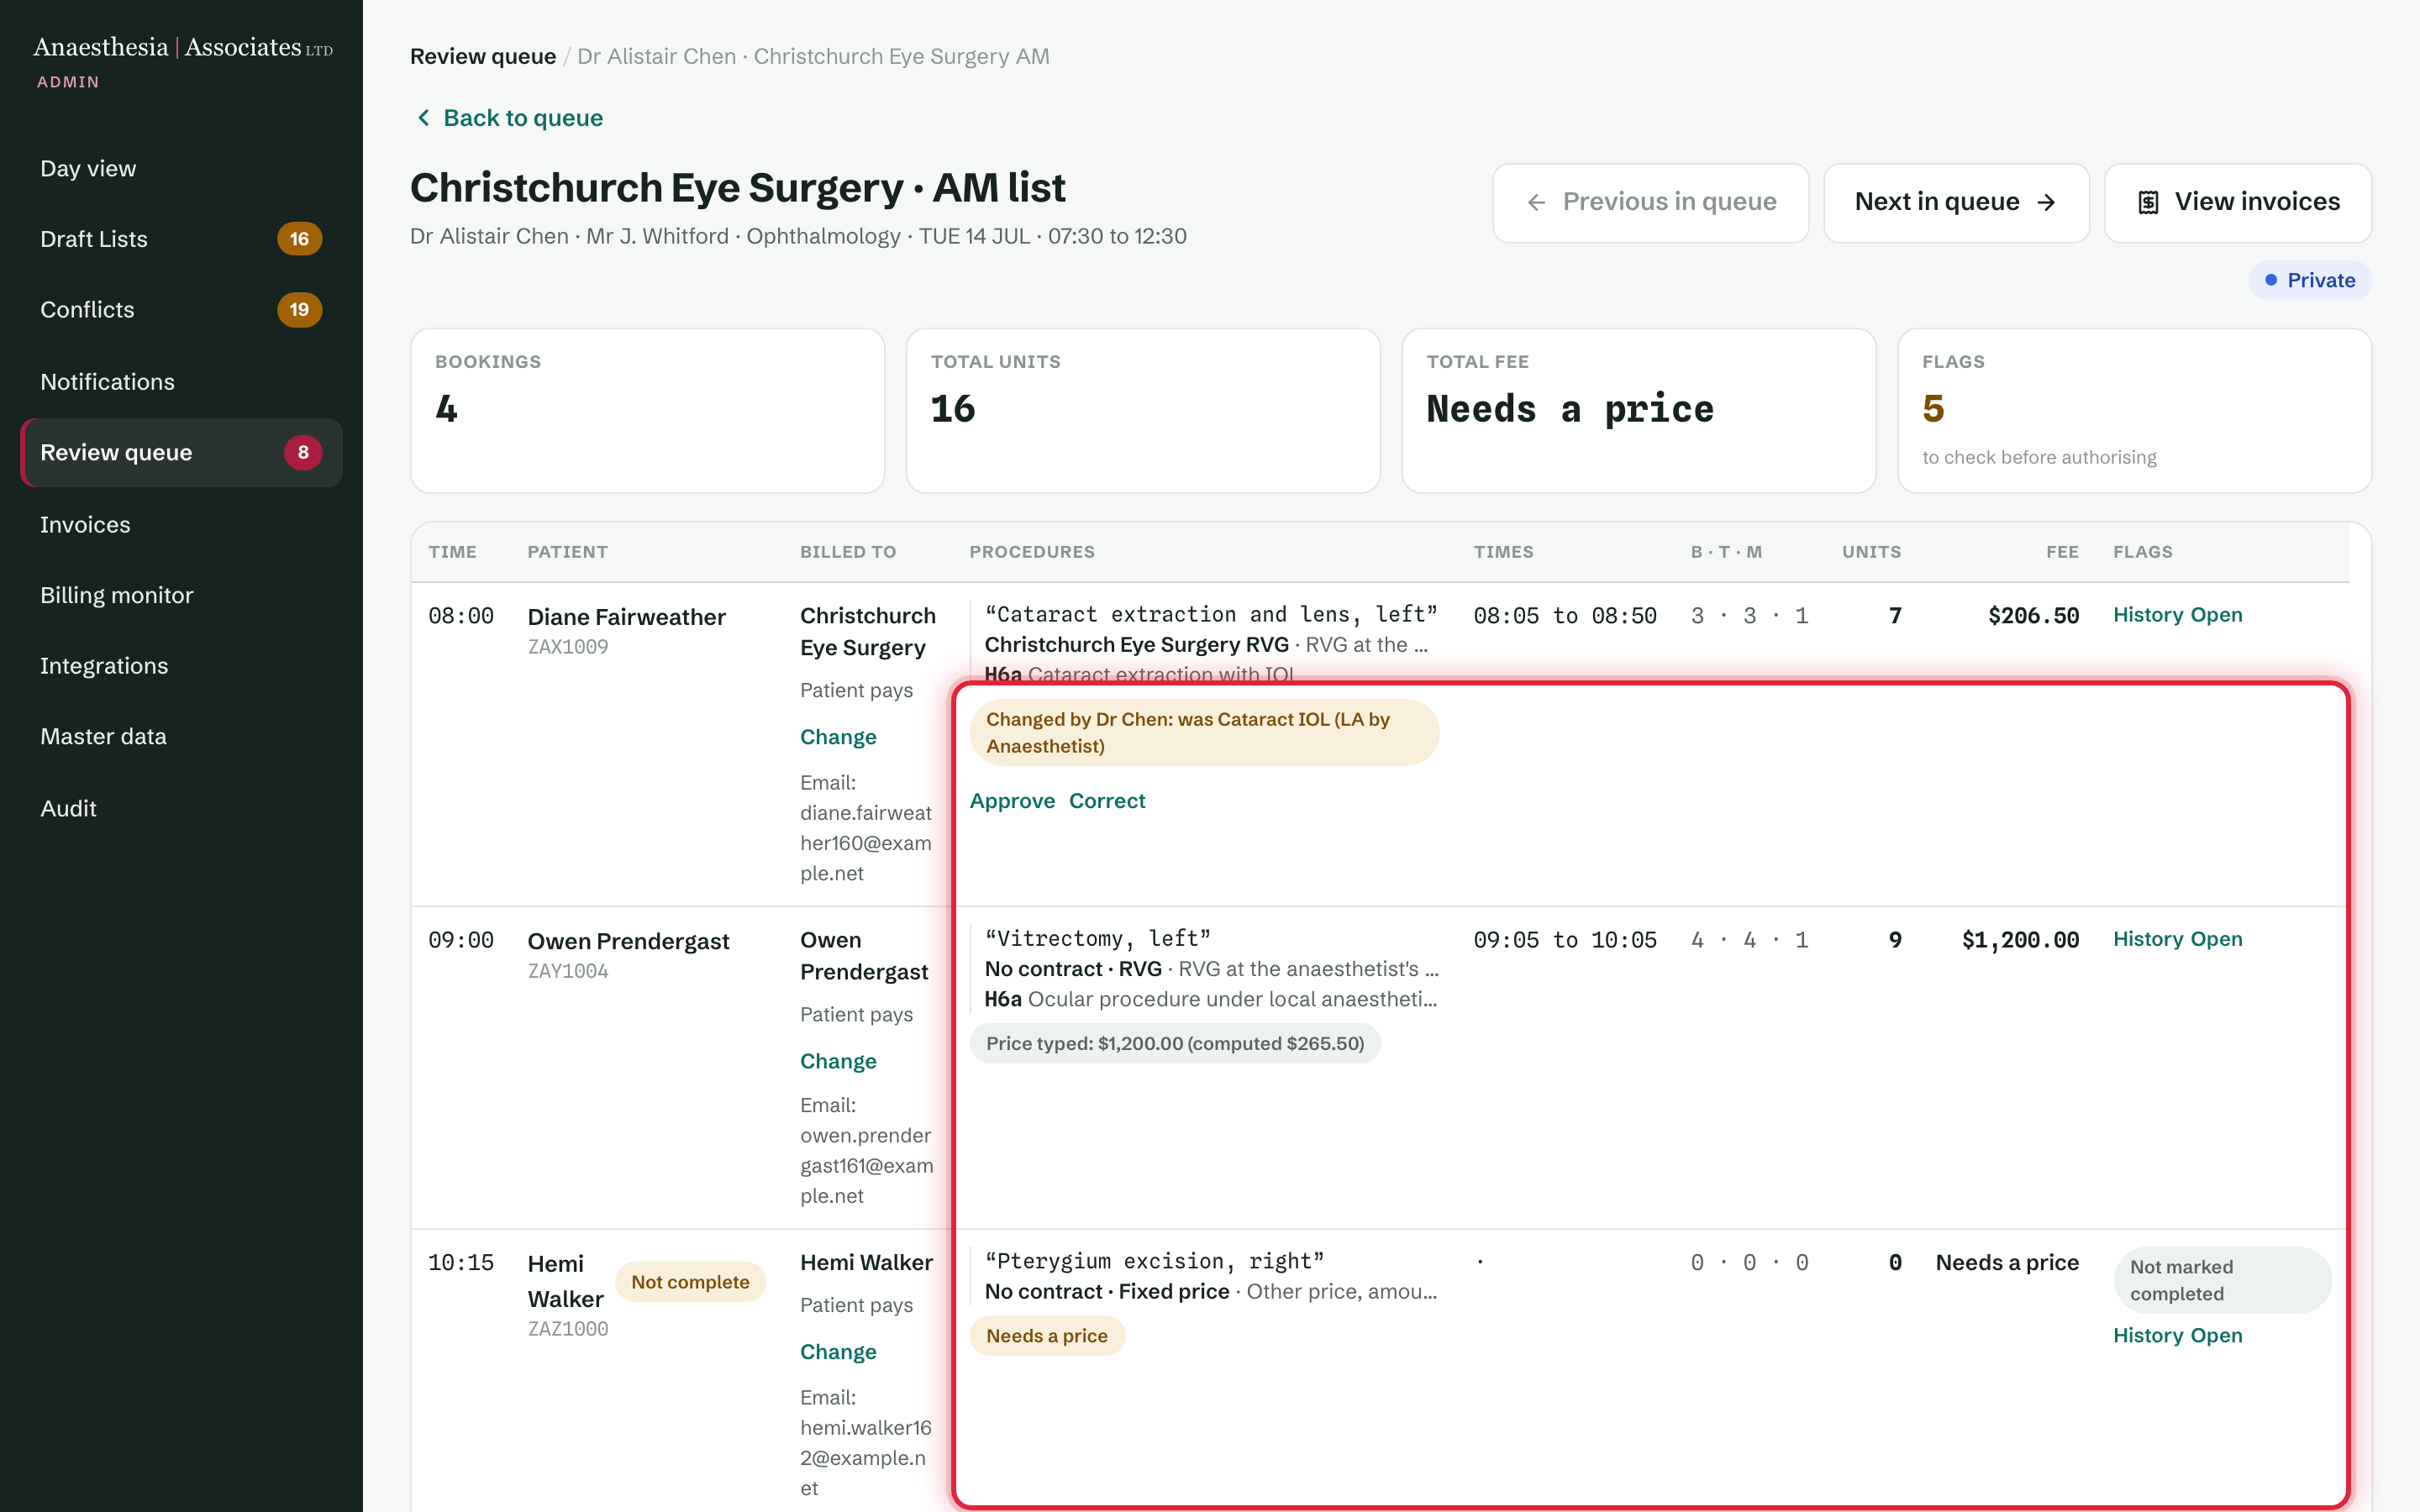 Anaesthesia | Associates LTD
ADMIN
Day view
Draft Lists 16
Conflicts 19
Notifications
Review queue 8
Invoices
Billing monitor
Integrations
Master data
Audit
Review queue / Dr Alistair Chen · Christchurch Eye Surgery AM
Back to queue
Christchurch Eye Surgery · AM list
Dr Alistair Chen · Mr J. Whitford · Ophthalmology · TUE 14 JUL · 07:30 to 12:30
← Previous in queue
Next in queue →
View invoices
Private
BOOKINGS
4
TOTAL UNITS
16
TOTAL FEE
Needs a price
FLAGS
5
to check before authorising
TIME PATIENT BILLED TO PROCEDURES TIMES B · T · M UNITS FEE FLAGS
08:00
Diane Fairweather
ZAX1009
Christchurch
Eye Surgery
Patient pays
Change
Email:
diane.fairweat
her160@exam
ple.net
“Cataract extraction and lens, left”
Christchurch Eye Surgery RVG · RVG at the ...
H6a Cataract extraction with IOL
Changed by Dr Chen: was Cataract IOL (LA by
Anaesthetist)
Approve Correct
08:05 to 08:50
3 · 3 · 1
7
$206.50
History Open
09:00
Owen Prendergast
ZAY1004
Owen
Prendergast
Patient pays
Change
Email:
owen.prender
gast161@exam
ple.net
“Vitrectomy, left”
No contract · RVG · RVG at the anaesthetist's ...
H6a Ocular procedure under local anaestheti...
Price typed: $1,200.00 (computed $265.50)
09:05 to 10:05
4 · 4 · 1
9
$1,200.00
History Open
10:15
Hemi
Walker
Not complete
ZAZ1000
Hemi Walker
Patient pays
Change
Email:
hemi.walker16
2@example.n
et
“Pterygium excision, right”
No contract · Fixed price · Other price, amou...
Needs a price
·
0 · 0 · 0
0
Needs a price
Not marked
completed
History Open